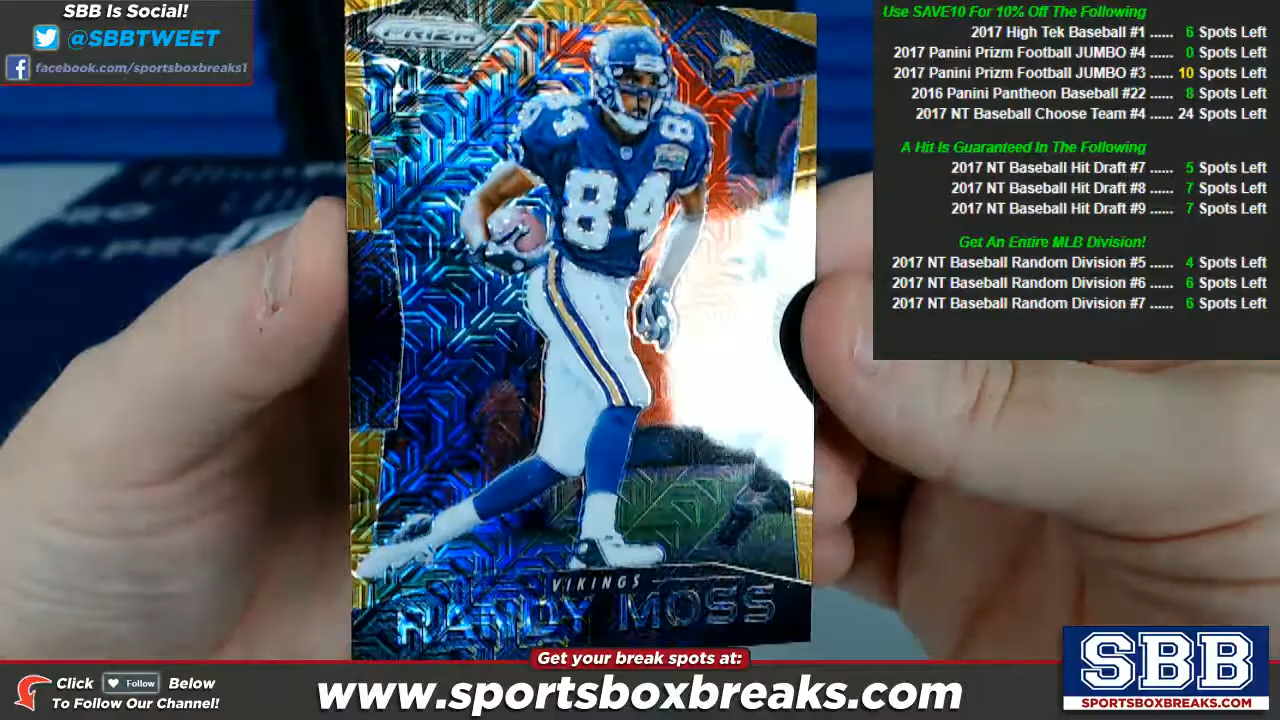 SBB Is Social!
@SBBTWEET
facebook.com/sportsboxbreaks1
Use SAVE10 For 10% Off The Following
2017 High Tek Baseball #1 ...... 6 Spots Left
2017 Panini Prizm Football JUMBO #4 ...... 0 Spots Left
2017 Panini Prizm Football JUMBO #3 ...... 10 Spots Left
2016 Panini Pantheon Baseball #22 ...... 8 Spots Left
2017 NT Baseball Choose Team #4 ...... 24 Spots Left
A Hit Is Guaranteed In The Following
2017 NT Baseball Hit Draft #7 ...... 5 Spots Left
2017 NT Baseball Hit Draft #8 ...... 7 Spots Left
2017 NT Baseball Hit Draft #9 ...... 7 Spots Left
Get An Entire MLB Division!
2017 NT Baseball Random Division #5 ...... 4 Spots Left
2017 NT Baseball Random Division #6 ...... 6 Spots Left
2017 NT Baseball Random Division #7 ...... 6 Spots Left
PRIZM
84
84
84
VIKINGS
RANDY MOSS
Get your break spots at:
www.sportsboxbreaks.com
Click Follow Below
To Follow Our Channel!
SBB
SPORTSBOXBREAKS.COM